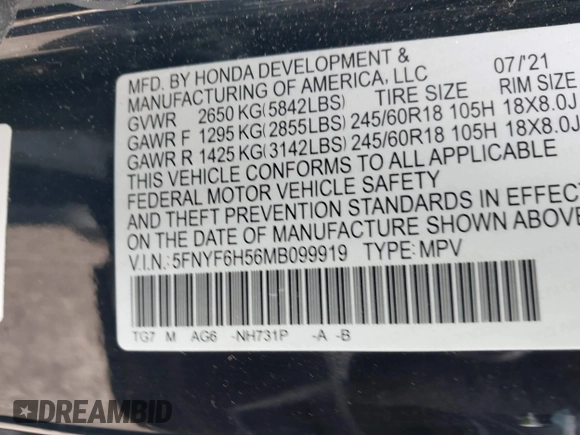 MFD. BY HONDA DEVELOPMENT &
MANUFACTURING OF AMERICA, LLC 07/'21
GVWR 2650 KG(5842LBS) TIRE SIZE RIM SIZE
GAWR F 1295 KG(2855LBS) 245/60R18 105H 18X8.0J
GAWR R 1425 KG(3142LBS) 245/60R18 105H 18X8.0J
THIS VEHICLE CONFORMS TO ALL APPLICABLE
FEDERAL MOTOR VEHICLE SAFETY
AND THEFT PREVENTION STANDARDS IN EFFECT
ON THE DATE OF MANUFACTURE SHOWN ABOVE
V.I.N.:5FNYF6H56MB099919 TYPE:MPV
TG7 M AG6 -NH731P -A -B
DREAMBID